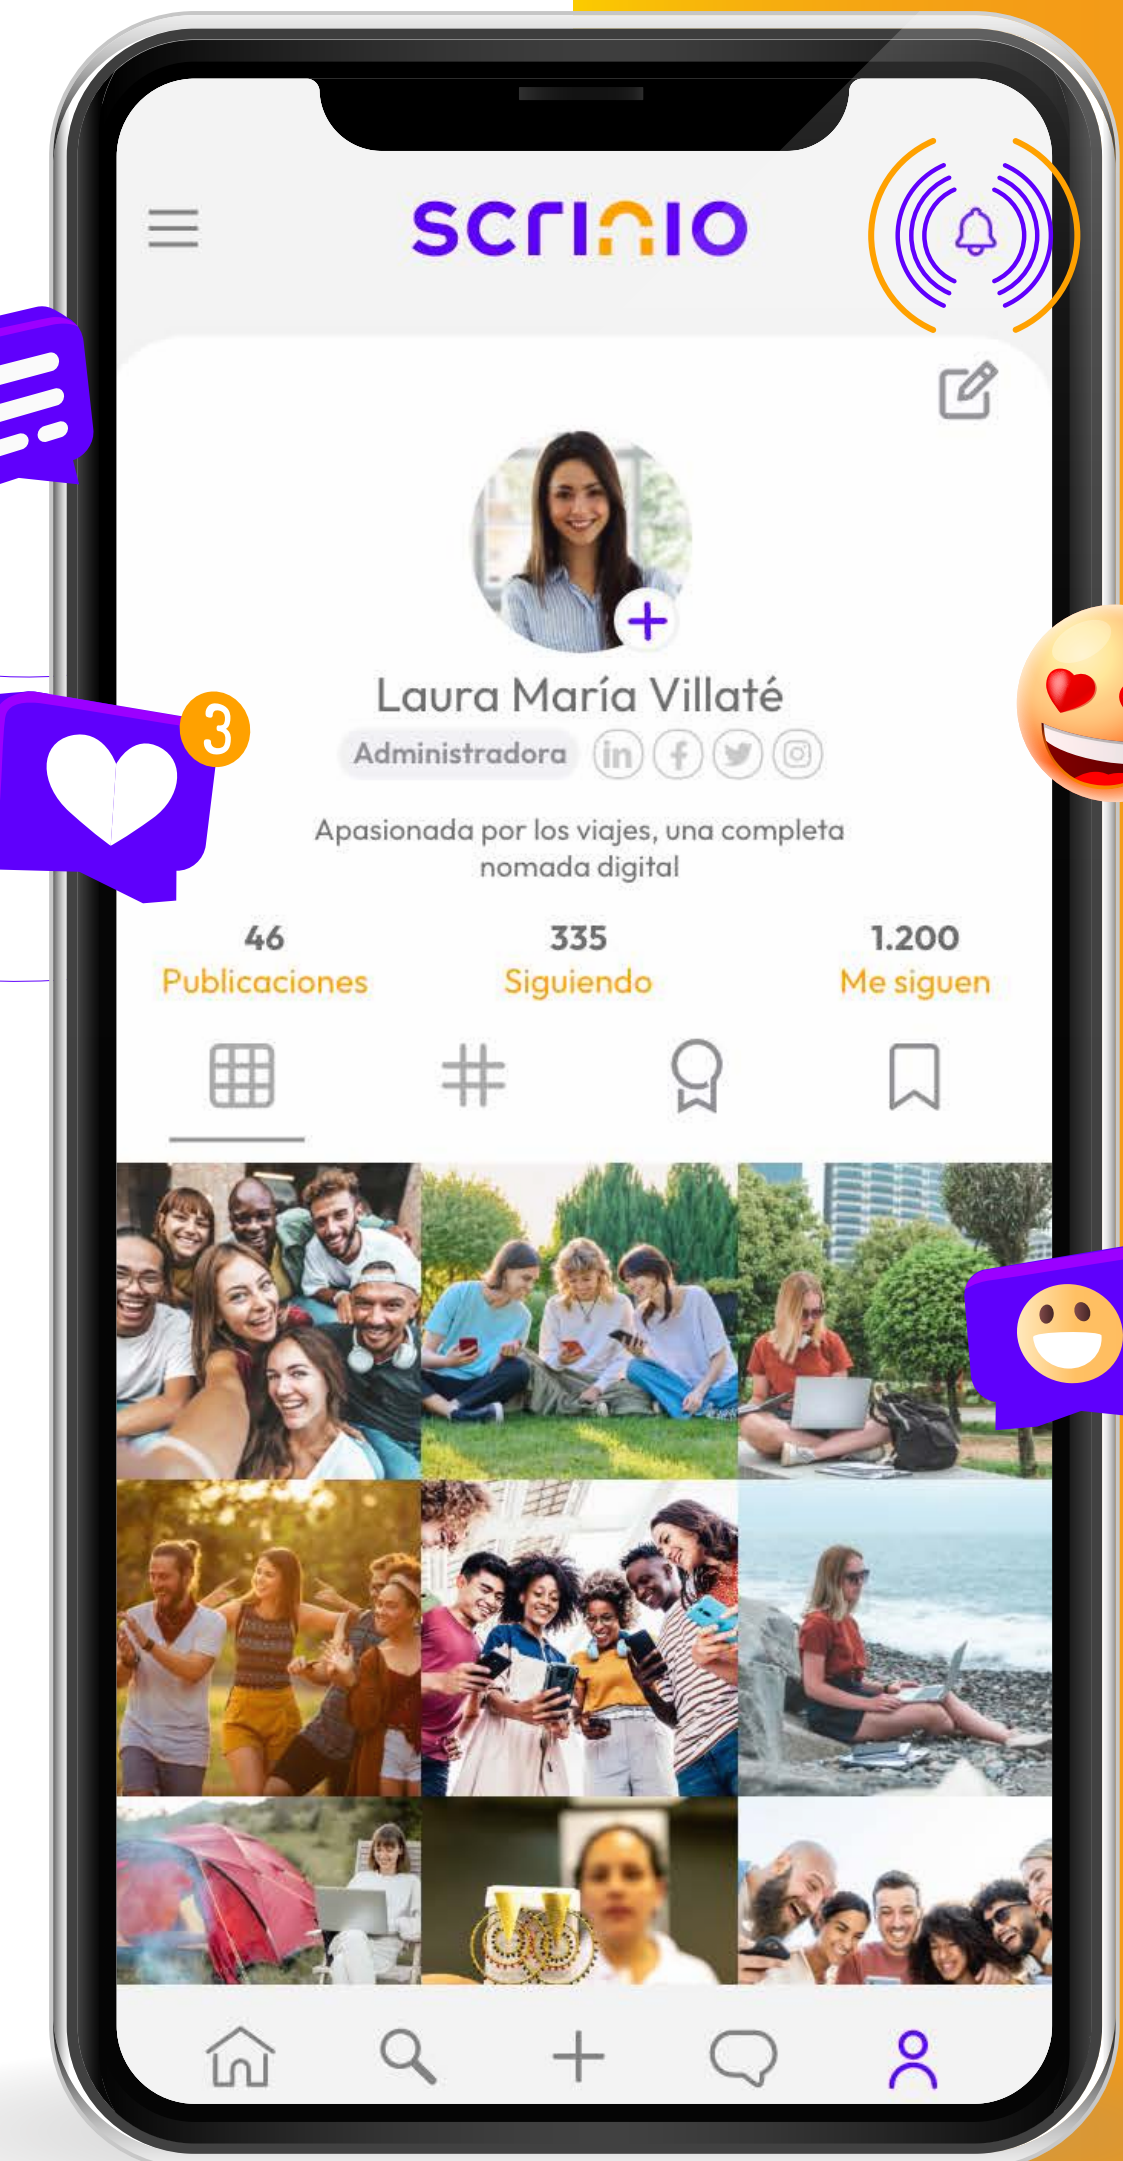 scrinio
Laura María Villaté
Administradora
Apasionada por los viajes, una completa
nomada digital
46 335 1.200
Publicaciones Siguiendo Me siguen
3